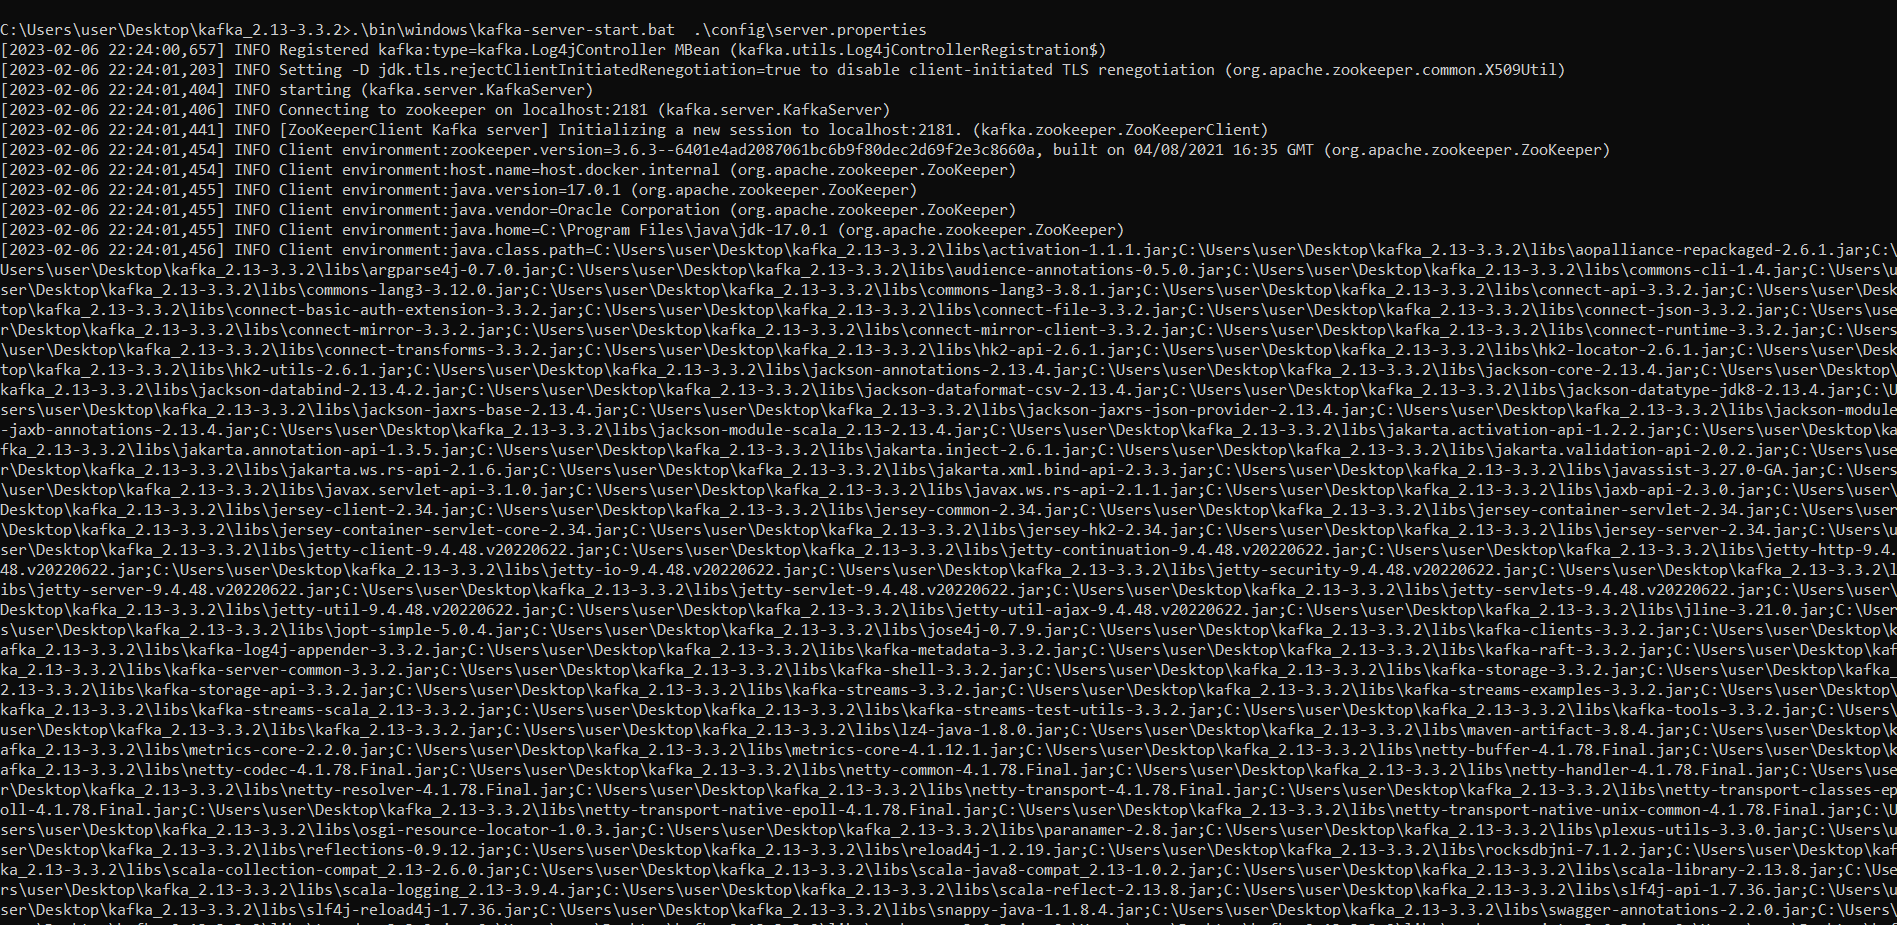 C:\Users\user\Desktop\kafka_2.13-3.3.2>.\bin\windows\kafka-server-start.bat  .\config\server.properties
[2023-02-06 22:24:00,657] INFO Registered kafka:type=kafka.Log4jController MBean (kafka.utils.Log4jControllerRegistration$)
[2023-02-06 22:24:01,203] INFO Setting -D jdk.tls.rejectClientInitiatedRenegotiation=true to disable client-initiated TLS renegotiation (org.apache.zookeeper.common.X509Util)
[2023-02-06 22:24:01,404] INFO starting (kafka.server.KafkaServer)
[2023-02-06 22:24:01,406] INFO Connecting to zookeeper on localhost:2181 (kafka.server.KafkaServer)
[2023-02-06 22:24:01,441] INFO [ZooKeeperClient Kafka server] Initializing a new session to localhost:2181. (kafka.zookeeper.ZooKeeperClient)
[2023-02-06 22:24:01,454] INFO Client environment:zookeeper.version=3.6.3--6401e4ad2087061bc6b9f80dec2d69f2e3c8660a, built on 04/08/2021 16:35 GMT (org.apache.zookeeper.ZooKeeper)
[2023-02-06 22:24:01,454] INFO Client environment:host.name=host.docker.internal (org.apache.zookeeper.ZooKeeper)
[2023-02-06 22:24:01,455] INFO Client environment:java.version=17.0.1 (org.apache.zookeeper.ZooKeeper)
[2023-02-06 22:24:01,455] INFO Client environment:java.vendor=Oracle Corporation (org.apache.zookeeper.ZooKeeper)
[2023-02-06 22:24:01,455] INFO Client environment:java.home=C:\Program Files\java\jdk-17.0.1 (org.apache.zookeeper.ZooKeeper)
[2023-02-06 22:24:01,456] INFO Client environment:java.class.path=C:\Users\user\Desktop\kafka_2.13-3.3.2\libs\activation-1.1.1.jar;C:\Users\user\Desktop\kafka_2.13-3.3.2\libs\aopalliance-repackaged-2.6.1.jar;C:\
Users\user\Desktop\kafka_2.13-3.3.2\libs\argparse4j-0.7.0.jar;C:\Users\user\Desktop\kafka_2.13-3.3.2\libs\audience-annotations-0.5.0.jar;C:\Users\user\Desktop\kafka_2.13-3.3.2\libs\commons-cli-1.4.jar;C:\Users\u
ser\Desktop\kafka_2.13-3.3.2\libs\commons-lang3-3.12.0.jar;C:\Users\user\Desktop\kafka_2.13-3.3.2\libs\commons-lang3-3.8.1.jar;C:\Users\user\Desktop\kafka_2.13-3.3.2\libs\connect-api-3.3.2.jar;C:\Users\user\Desk
top\kafka_2.13-3.3.2\libs\connect-basic-auth-extension-3.3.2.jar;C:\Users\user\Desktop\kafka_2.13-3.3.2\libs\connect-file-3.3.2.jar;C:\Users\user\Desktop\kafka_2.13-3.3.2\libs\connect-json-3.3.2.jar;C:\Users\use
r\Desktop\kafka_2.13-3.3.2\libs\connect-mirror-3.3.2.jar;C:\Users\user\Desktop\kafka_2.13-3.3.2\libs\connect-mirror-client-3.3.2.jar;C:\Users\user\Desktop\kafka_2.13-3.3.2\libs\connect-runtime-3.3.2.jar;C:\Users
\user\Desktop\kafka_2.13-3.3.2\libs\connect-transforms-3.3.2.jar;C:\Users\user\Desktop\kafka_2.13-3.3.2\libs\hk2-api-2.6.1.jar;C:\Users\user\Desktop\kafka_2.13-3.3.2\libs\hk2-locator-2.6.1.jar;C:\Users\user\Desk
top\kafka_2.13-3.3.2\libs\hk2-utils-2.6.1.jar;C:\Users\user\Desktop\kafka_2.13-3.3.2\libs\jackson-annotations-2.13.4.jar;C:\Users\user\Desktop\kafka_2.13-3.3.2\libs\jackson-core-2.13.4.jar;C:\Users\user\Desktop\
kafka_2.13-3.3.2\libs\jackson-databind-2.13.4.2.jar;C:\Users\user\Desktop\kafka_2.13-3.3.2\libs\jackson-dataformat-csv-2.13.4.jar;C:\Users\user\Desktop\kafka_2.13-3.3.2\libs\jackson-datatype-jdk8-2.13.4.jar;C:\U
sers\user\Desktop\kafka_2.13-3.3.2\libs\jackson-jaxrs-base-2.13.4.jar;C:\Users\user\Desktop\kafka_2.13-3.3.2\libs\jackson-jaxrs-json-provider-2.13.4.jar;C:\Users\user\Desktop\kafka_2.13-3.3.2\libs\jackson-module
-jaxb-annotations-2.13.4.jar;C:\Users\user\Desktop\kafka_2.13-3.3.2\libs\jackson-module-scala_2.13-2.13.4.jar;C:\Users\user\Desktop\kafka_2.13-3.3.2\libs\jakarta.activation-api-1.2.2.jar;C:\Users\user\Desktop\ka
fka_2.13-3.3.2\libs\jakarta.annotation-api-1.3.5.jar;C:\Users\user\Desktop\kafka_2.13-3.3.2\libs\jakarta.inject-2.6.1.jar;C:\Users\user\Desktop\kafka_2.13-3.3.2\libs\jakarta.validation-api-2.0.2.jar;C:\Users\use
r\Desktop\kafka_2.13-3.3.2\libs\jakarta.ws.rs-api-2.1.6.jar;C:\Users\user\Desktop\kafka_2.13-3.3.2\libs\jakarta.xml.bind-api-2.3.3.jar;C:\Users\user\Desktop\kafka_2.13-3.3.2\libs\javassist-3.27.0-GA.jar;C:\Users
\user\Desktop\kafka_2.13-3.3.2\libs\javax.servlet-api-3.1.0.jar;C:\Users\user\Desktop\kafka_2.13-3.3.2\libs\javax.ws.rs-api-2.1.1.jar;C:\Users\user\Desktop\kafka_2.13-3.3.2\libs\jaxb-api-2.3.0.jar;C:\Users\user\
Desktop\kafka_2.13-3.3.2\libs\jersey-client-2.34.jar;C:\Users\user\Desktop\kafka_2.13-3.3.2\libs\jersey-common-2.34.jar;C:\Users\user\Desktop\kafka_2.13-3.3.2\libs\jersey-container-servlet-2.34.jar;C:\Users\user
\Desktop\kafka_2.13-3.3.2\libs\jersey-container-servlet-core-2.34.jar;C:\Users\user\Desktop\kafka_2.13-3.3.2\libs\jersey-hk2-2.34.jar;C:\Users\user\Desktop\kafka_2.13-3.3.2\libs\jersey-server-2.34.jar;C:\Users\u
ser\Desktop\kafka_2.13-3.3.2\libs\jetty-client-9.4.48.v20220622.jar;C:\Users\user\Desktop\kafka_2.13-3.3.2\libs\jetty-continuation-9.4.48.v20220622.jar;C:\Users\user\Desktop\kafka_2.13-3.3.2\libs\jetty-http-9.4.
48.v20220622.jar;C:\Users\user\Desktop\kafka_2.13-3.3.2\libs\jetty-io-9.4.48.v20220622.jar;C:\Users\user\Desktop\kafka_2.13-3.3.2\libs\jetty-security-9.4.48.v20220622.jar;C:\Users\user\Desktop\kafka_2.13-3.3.2\l
ibs\jetty-server-9.4.48.v20220622.jar;C:\Users\user\Desktop\kafka_2.13-3.3.2\libs\jetty-servlet-9.4.48.v20220622.jar;C:\Users\user\Desktop\kafka_2.13-3.3.2\libs\jetty-servlets-9.4.48.v20220622.jar;C:\Users\user\
Desktop\kafka_2.13-3.3.2\libs\jetty-util-9.4.48.v20220622.jar;C:\Users\user\Desktop\kafka_2.13-3.3.2\libs\jetty-util-ajax-9.4.48.v20220622.jar;C:\Users\user\Desktop\kafka_2.13-3.3.2\libs\jline-3.21.0.jar;C:\User
s\user\Desktop\kafka_2.13-3.3.2\libs\jopt-simple-5.0.4.jar;C:\Users\user\Desktop\kafka_2.13-3.3.2\libs\jose4j-0.7.9.jar;C:\Users\user\Desktop\kafka_2.13-3.3.2\libs\kafka-clients-3.3.2.jar;C:\Users\user\Desktop\k
afka_2.13-3.3.2\libs\kafka-log4j-appender-3.3.2.jar;C:\Users\user\Desktop\kafka_2.13-3.3.2\libs\kafka-metadata-3.3.2.jar;C:\Users\user\Desktop\kafka_2.13-3.3.2\libs\kafka-raft-3.3.2.jar;C:\Users\user\Desktop\kaf
ka_2.13-3.3.2\libs\kafka-server-common-3.3.2.jar;C:\Users\user\Desktop\kafka_2.13-3.3.2\libs\kafka-shell-3.3.2.jar;C:\Users\user\Desktop\kafka_2.13-3.3.2\libs\kafka-storage-3.3.2.jar;C:\Users\user\Desktop\kafka_
2.13-3.3.2\libs\kafka-storage-api-3.3.2.jar;C:\Users\user\Desktop\kafka_2.13-3.3.2\libs\kafka-streams-3.3.2.jar;C:\Users\user\Desktop\kafka_2.13-3.3.2\libs\kafka-streams-examples-3.3.2.jar;C:\Users\user\Desktop\
kafka_2.13-3.3.2\libs\kafka-streams-scala_2.13-3.3.2.jar;C:\Users\user\Desktop\kafka_2.13-3.3.2\libs\kafka-streams-test-utils-3.3.2.jar;C:\Users\user\Desktop\kafka_2.13-3.3.2\libs\kafka-tools-3.3.2.jar;C:\Users\
user\Desktop\kafka_2.13-3.3.2\libs\kafka_2.13-3.3.2.jar;C:\Users\user\Desktop\kafka_2.13-3.3.2\libs\lz4-java-1.8.0.jar;C:\Users\user\Desktop\kafka_2.13-3.3.2\libs\maven-artifact-3.8.4.jar;C:\Users\user\Desktop\k
afka_2.13-3.3.2\libs\metrics-core-2.2.0.jar;C:\Users\user\Desktop\kafka_2.13-3.3.2\libs\metrics-core-4.1.12.1.jar;C:\Users\user\Desktop\kafka_2.13-3.3.2\libs\netty-buffer-4.1.78.Final.jar;C:\Users\user\Desktop\k
afka_2.13-3.3.2\libs\netty-codec-4.1.78.Final.jar;C:\Users\user\Desktop\kafka_2.13-3.3.2\libs\netty-common-4.1.78.Final.jar;C:\Users\user\Desktop\kafka_2.13-3.3.2\libs\netty-handler-4.1.78.Final.jar;C:\Users\use
r\Desktop\kafka_2.13-3.3.2\libs\netty-resolver-4.1.78.Final.jar;C:\Users\user\Desktop\kafka_2.13-3.3.2\libs\netty-transport-4.1.78.Final.jar;C:\Users\user\Desktop\kafka_2.13-3.3.2\libs\netty-transport-classes-ep
oll-4.1.78.Final.jar;C:\Users\user\Desktop\kafka_2.13-3.3.2\libs\netty-transport-native-epoll-4.1.78.Final.jar;C:\Users\user\Desktop\kafka_2.13-3.3.2\libs\netty-transport-native-unix-common-4.1.78.Final.jar;C:\U
sers\user\Desktop\kafka_2.13-3.3.2\libs\osgi-resource-locator-1.0.3.jar;C:\Users\user\Desktop\kafka_2.13-3.3.2\libs\paranamer-2.8.jar;C:\Users\user\Desktop\kafka_2.13-3.3.2\libs\plexus-utils-3.3.0.jar;C:\Users\u
ser\Desktop\kafka_2.13-3.3.2\libs\reflections-0.9.12.jar;C:\Users\user\Desktop\kafka_2.13-3.3.2\libs\reload4j-1.2.19.jar;C:\Users\user\Desktop\kafka_2.13-3.3.2\libs\rocksdbjni-7.1.2.jar;C:\Users\user\Desktop\kaf
ka_2.13-3.3.2\libs\scala-collection-compat_2.13-2.6.0.jar;C:\Users\user\Desktop\kafka_2.13-3.3.2\libs\scala-java8-compat_2.13-1.0.2.jar;C:\Users\user\Desktop\kafka_2.13-3.3.2\libs\scala-library-2.13.8.jar;C:\Use
rs\user\Desktop\kafka_2.13-3.3.2\libs\scala-logging_2.13-3.9.4.jar;C:\Users\user\Desktop\kafka_2.13-3.3.2\libs\scala-reflect-2.13.8.jar;C:\Users\user\Desktop\kafka_2.13-3.3.2\libs\slf4j-api-1.7.36.jar;C:\Users\u
ser\Desktop\kafka_2.13-3.3.2\libs\slf4j-reload4j-1.7.36.jar;C:\Users\user\Desktop\kafka_2.13-3.3.2\libs\snappy-java-1.1.8.4.jar;C:\Users\user\Desktop\kafka_2.13-3.3.2\libs\swagger-annotations-2.2.0.jar;C:\Users\